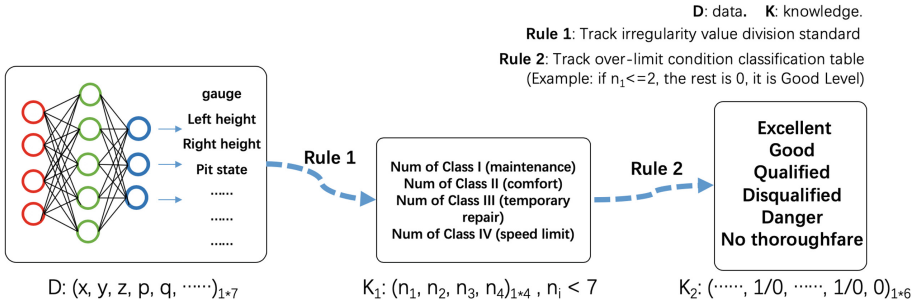 D: data. K: knowledge.
Rule 1: Track irregularity value division standard
Rule 2: Track over-limit condition classification table
(Example: if n₁<=2, the rest is 0, it is Good Level)
gauge
Left height
Right height
Pit state
······
······
······
Rule 1
Num of Class I (maintenance)
Num of Class II (comfort)
Num of Class III (temporary
repair)
Num of Class IV (speed limit)
Rule 2
Excellent
Good
Qualified
Disqualified
Danger
No thoroughfare
D: (x, y, z, p, q, ······)₁*₇
K₁: (n₁, n₂, n₃, n₄)₁*₄ , nᵢ < 7
K₂: (······, 1/0, ······, 1/0, 0)₁*₆